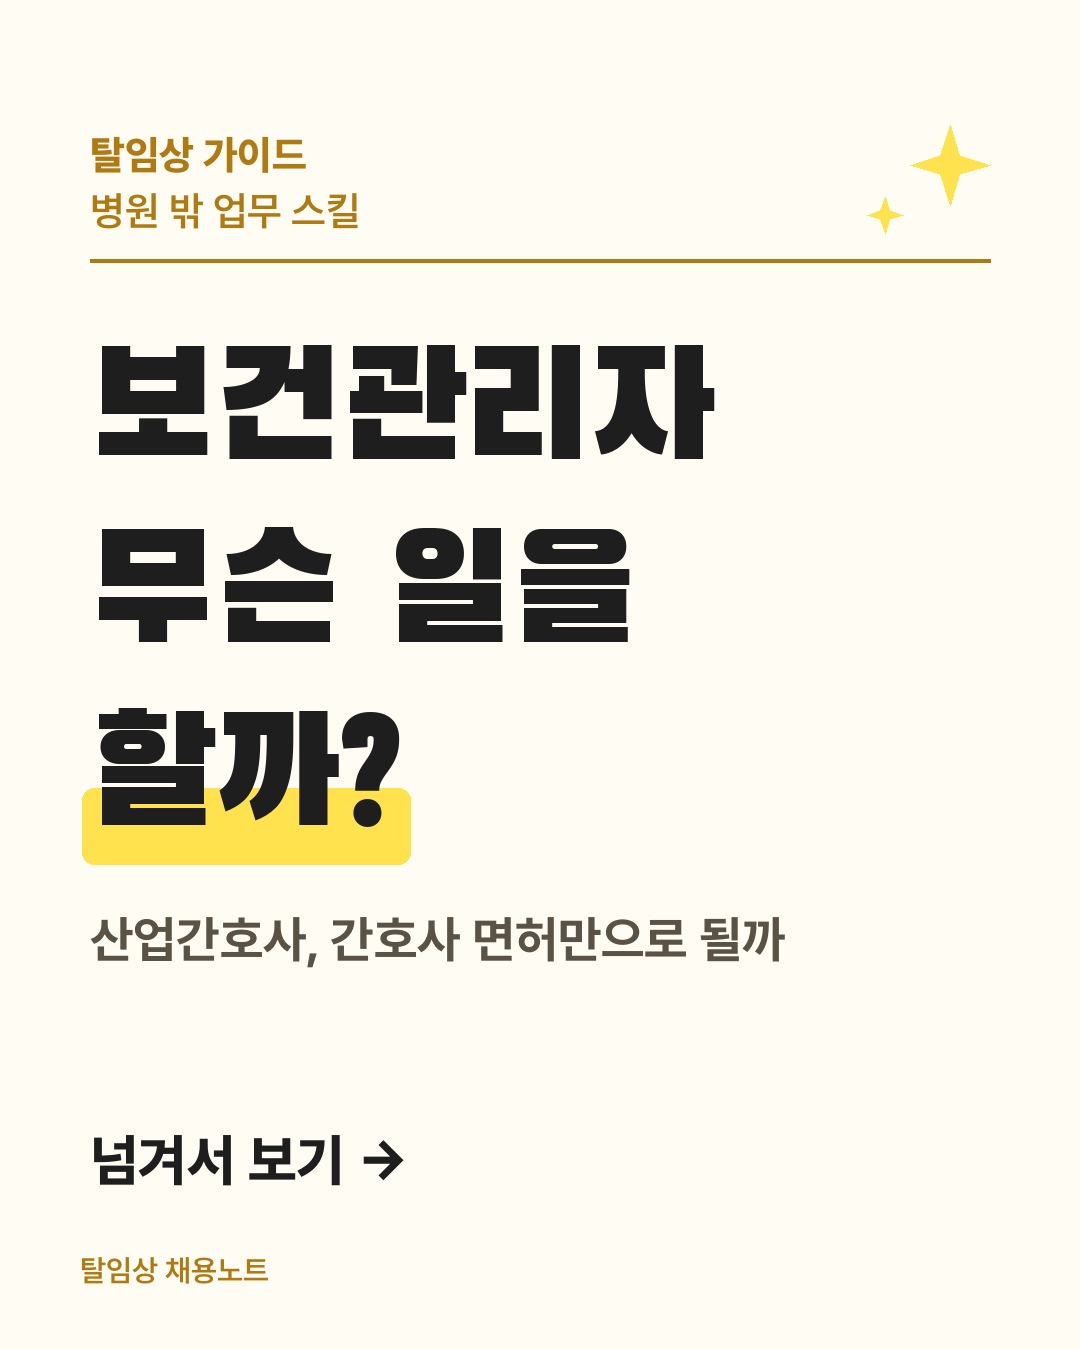 탈임상 가이드
병원 밖 업무 스킬
보건관리자
무슨 일을
할까?
산업간호사, 간호사 면허만으로 될까
넘겨서 보기 →
탈임상 채용노트